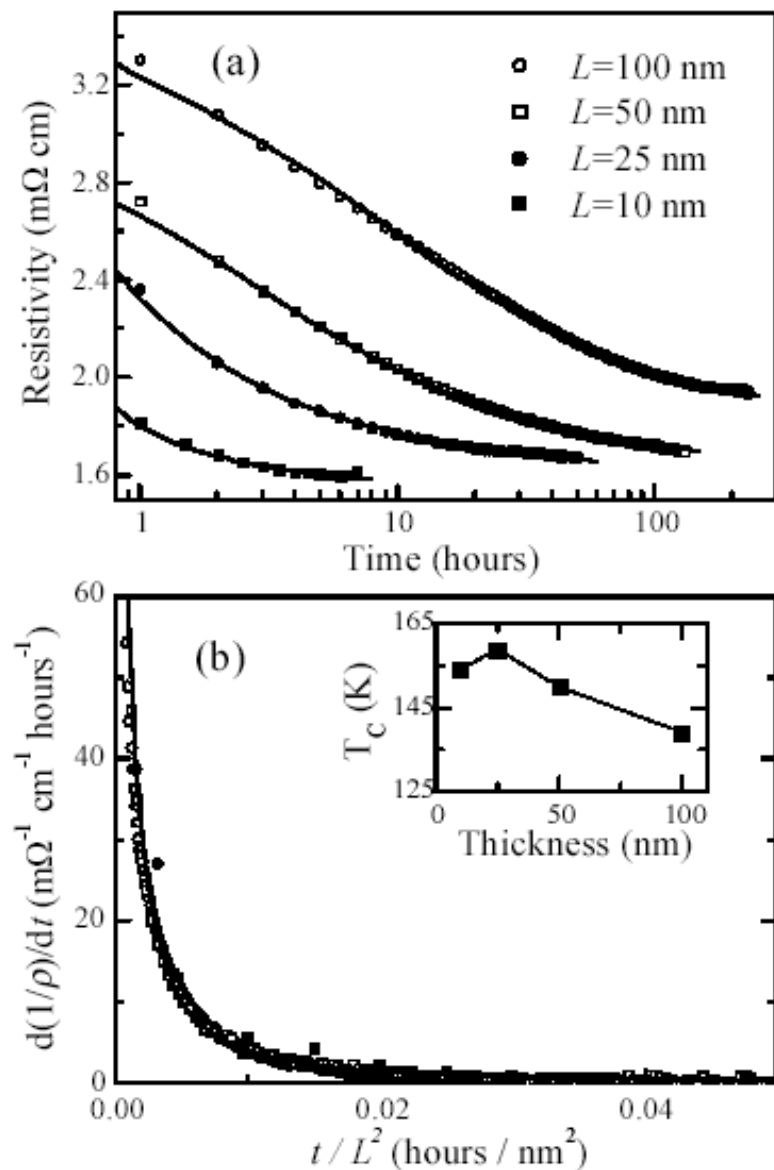 (a)
L=100 nm
L=50 nm
L=25 nm
L=10 nm
3.2
2.8
2.4
2.0
1.6
Resistivity (mΩ cm)
1 10 100
Time (hours)
(b)
60
40
20
0
d(1/ρ)/dt (mΩ⁻¹ cm⁻¹ hours⁻¹)
165
145
125
T_C (K)
0 50 100
Thickness (nm)
0.00 0.02 0.04
t / L² (hours / nm²)